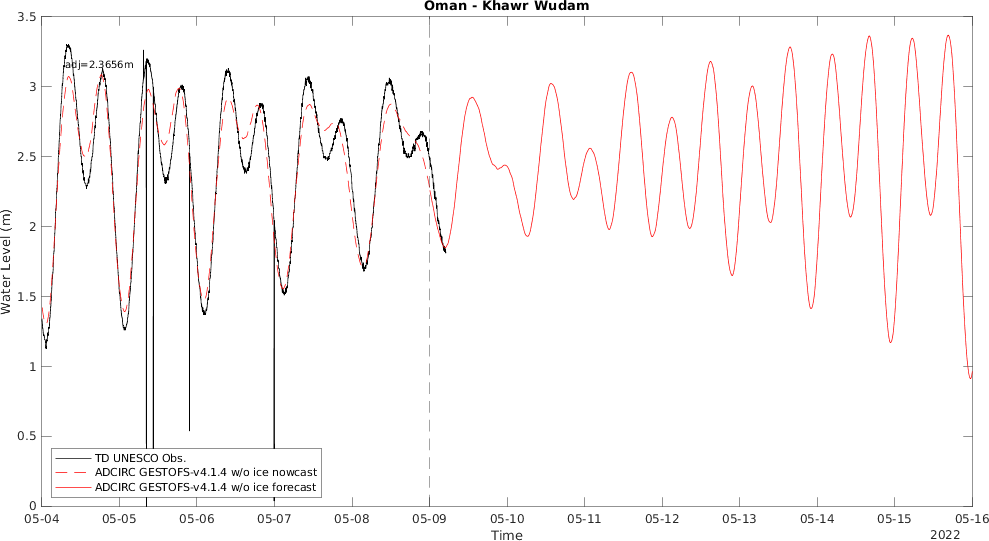 Oman - Khawr Wudam
3.5
3
2.5
2
1.5
1
0.5
0
Water Level (m)
adj=2.3656m
TD UNESCO Obs.
ADCIRC GESTOFS-v4.1.4 w/o ice nowcast
ADCIRC GESTOFS-v4.1.4 w/o ice forecast
05-04 05-05 05-06 05-07 05-08 05-09 05-10 05-11 05-12 05-13 05-14 05-15 05-16
Time
2022